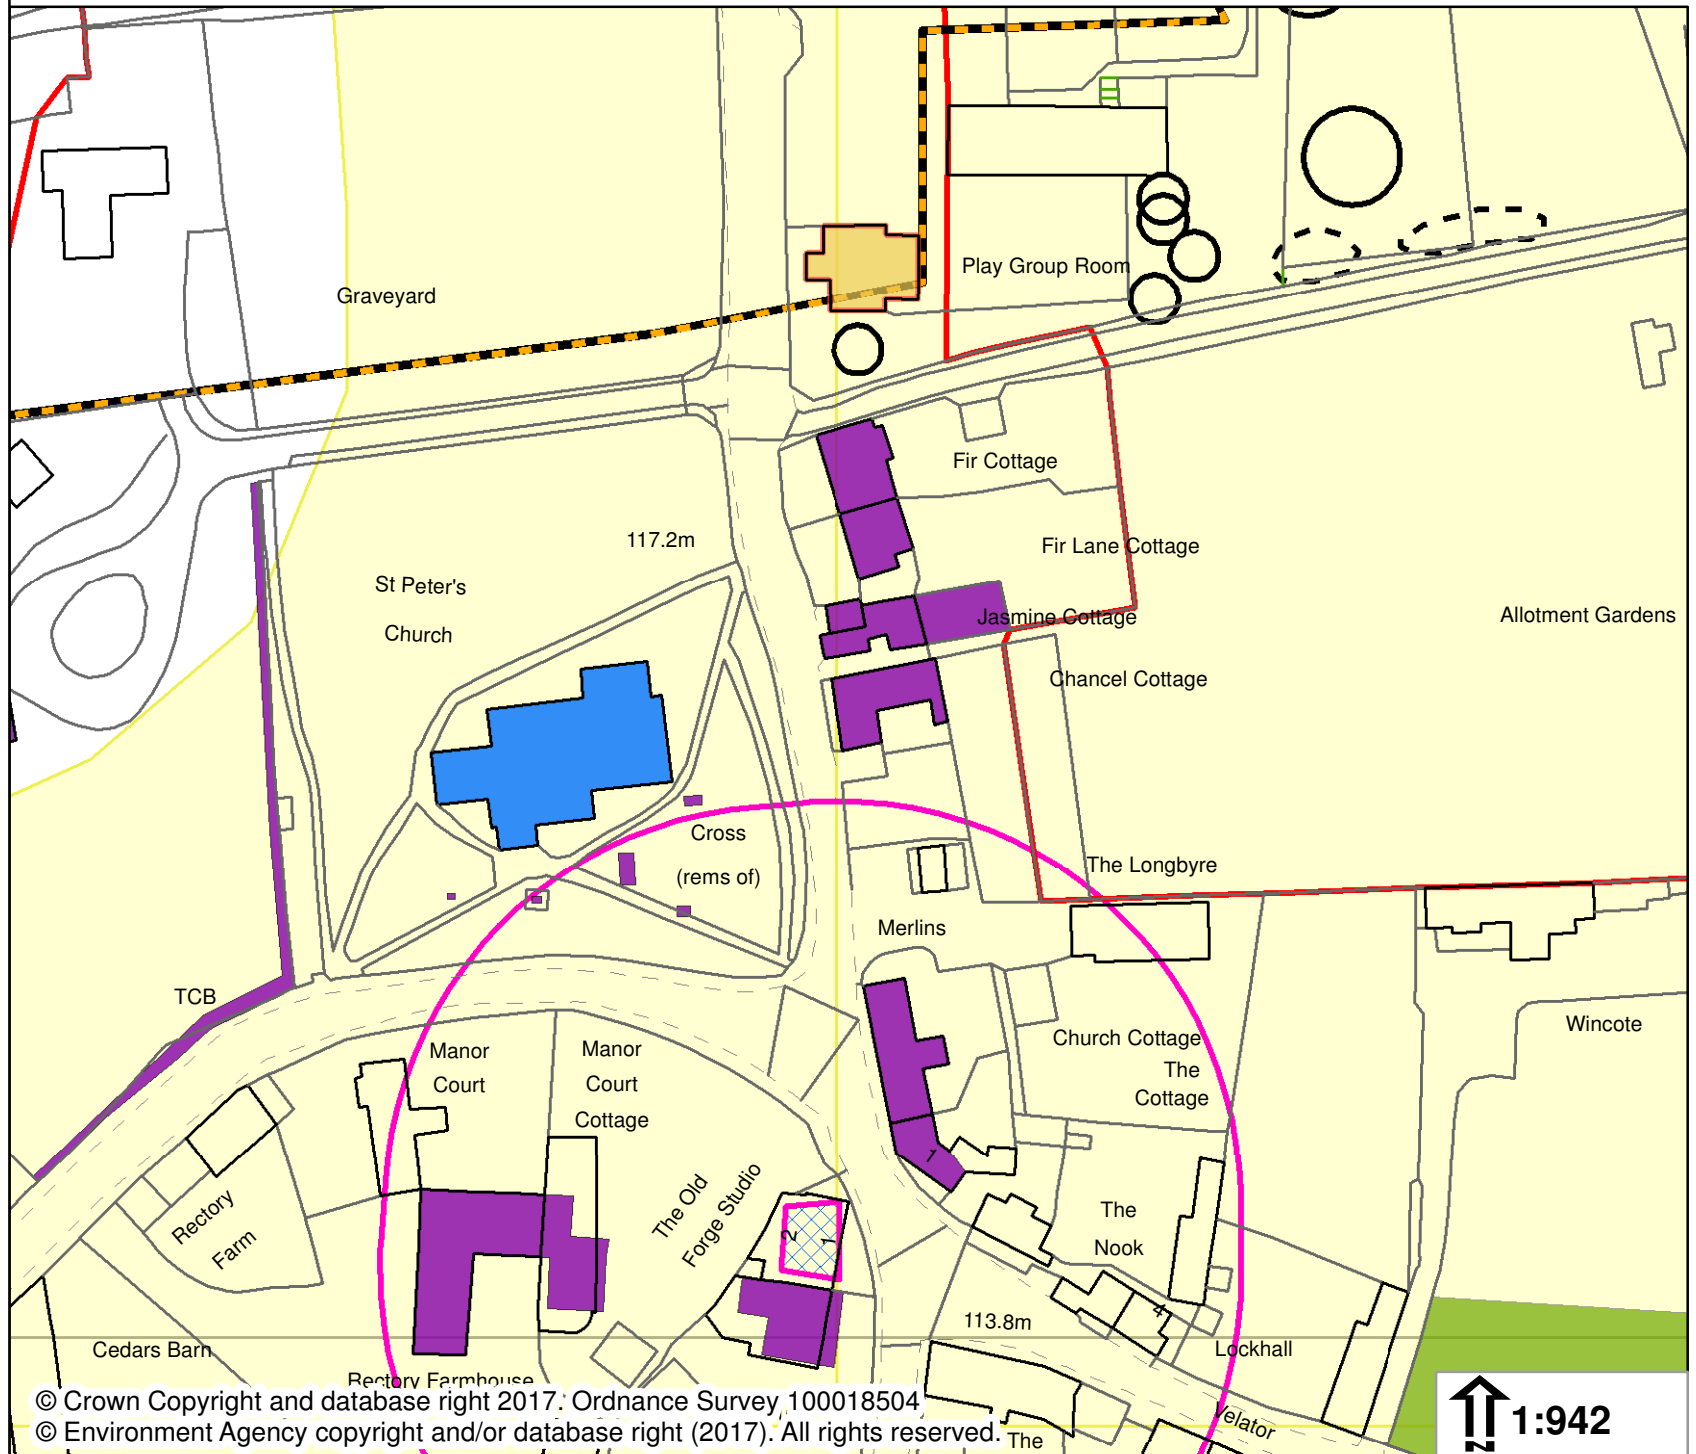 Play Group Room
Graveyard
Fir Cottage
117.2m
Fir Lane Cottage
St Peter's
Church
Jasmine Cottage
Allotment Gardens
Chancel Cottage
Cross
(rems of)
The Longbyre
Merlins
TCB
Wincote
Church Cottage
The
Cottage
Manor
Court
Manor
Court
Cottage
1
The Old
Forge Studio
Rectory
Farm
The
Nook
2
1
4
113.8m
Lockhall
Cedars Barn
Rectory Farmhouse
Velator
The
© Crown Copyright and database right 2017. Ordnance Survey 100018504
© Environment Agency copyright and/or database right (2017). All rights reserved.
N
1:942